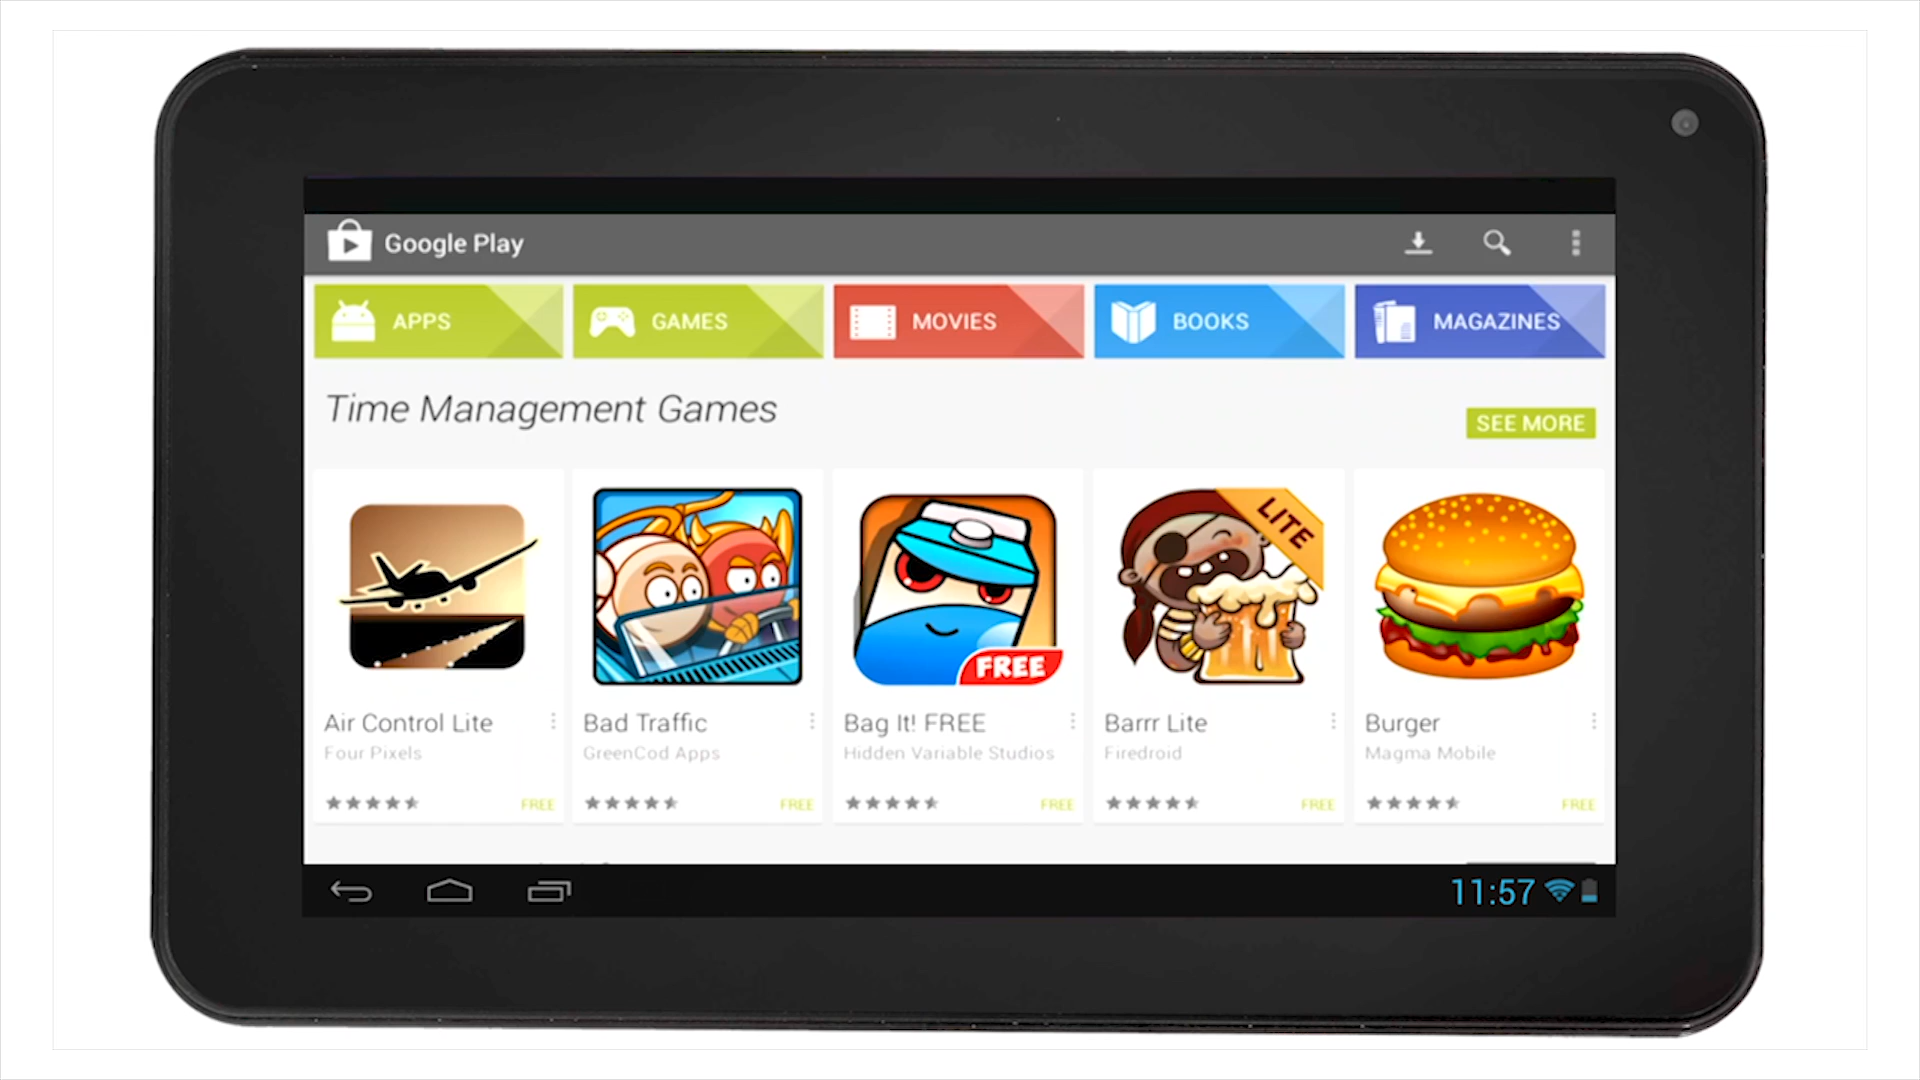 Google Play
APPS GAMES MOVIES BOOKS MAGAZINES
Time Management Games
SEE MORE
LITE
FREE
Air Control Lite Bad Traffic Bag It! FREE Barrr Lite Burger
Four Pixels GreenCod Apps Hidden Variable Studios Firedroid Magma Mobile
FREE FREE FREE FREE FREE
11:57